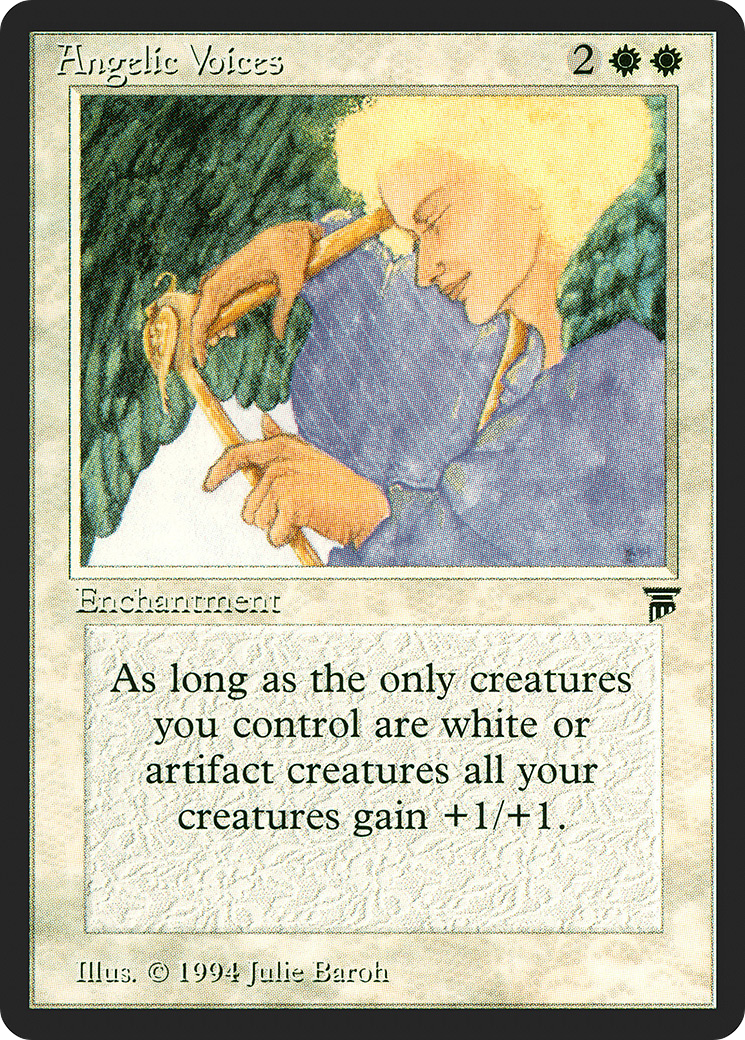 Angelic Voices 2
Enchantment
As long as the only creatures
you control are white or
artifact creatures all your
creatures gain +1/+1.
Illus. © 1994 Julie Baroh